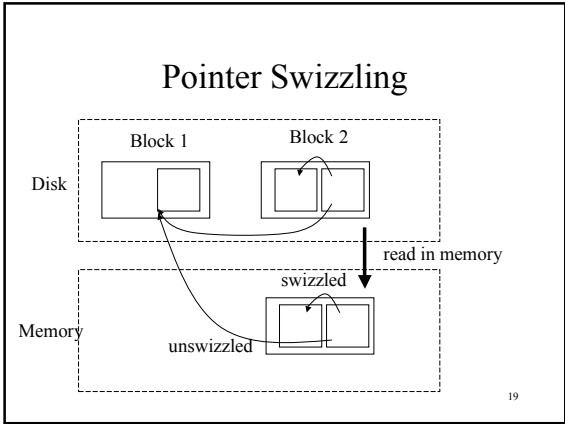 Pointer Swizzling
Block 1
Block 2
Disk
read in memory
swizzled
Memory
unswizzled
19